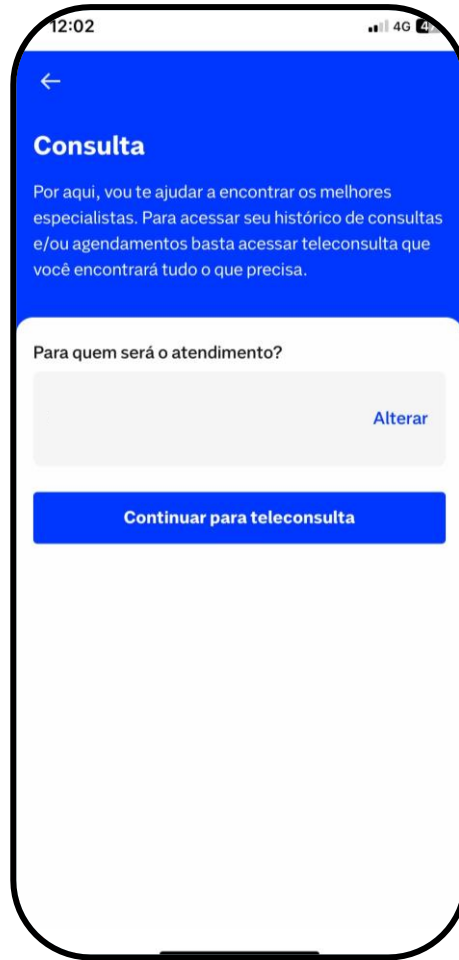 12:02 4G
Consulta
Por aqui, vou te ajudar a encontrar os melhores
especialistas. Para acessar seu histórico de consultas
e/ou agendamentos basta acessar teleconsulta que
você encontrará tudo o que precisa.
Para quem será o atendimento?
Alterar
Continuar para teleconsulta